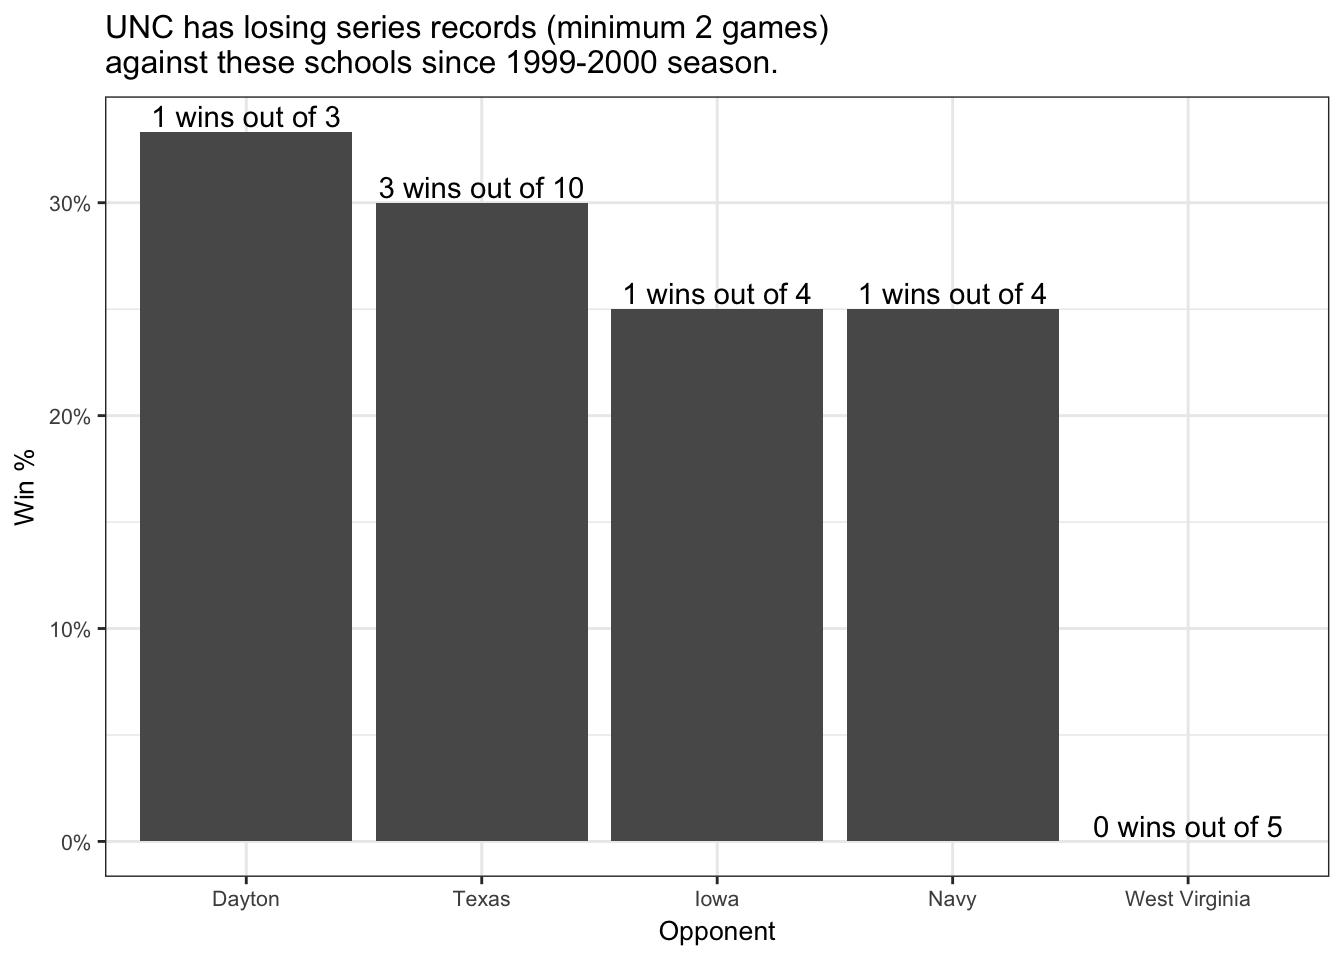 UNC has losing series records (minimum 2 games)
against these schools since 1999-2000 season.
1 wins out of 3
3 wins out of 10
1 wins out of 4
1 wins out of 4
0 wins out of 5
30%
20%
10%
0%
Win %
Dayton
Texas
Iowa
Navy
West Virginia
Opponent